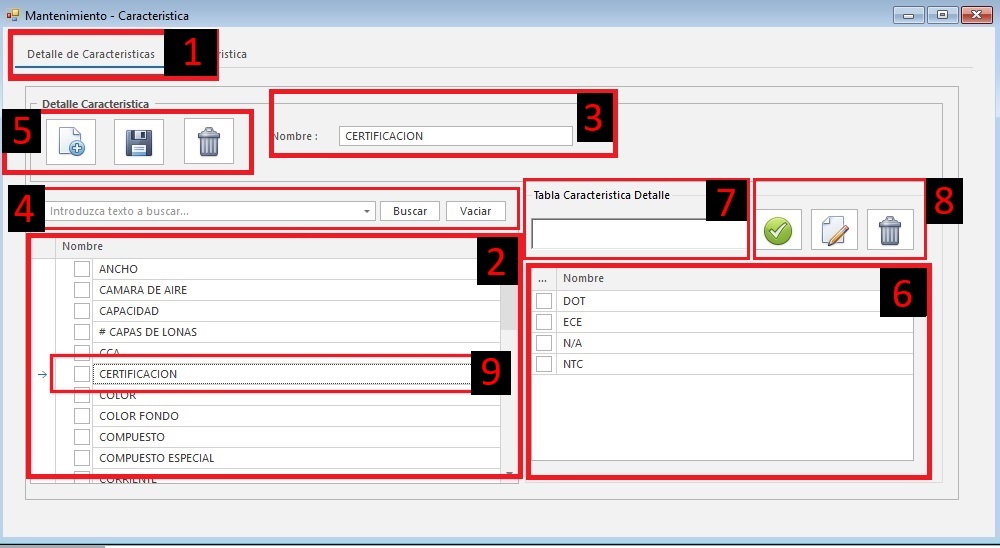 Mantenimiento - Caracteristica
Detalle de Caracteristicas 1 ristica
Detalle Caracteristica
5
Nombre : CERTIFICACION 3
4 Introduzca texto a buscar... Buscar Vaciar
Tabla Caracteristica Detalle 7
8
Nombre 2
ANCHO
CAMARA DE AIRE
CAPACIDAD
# CAPAS DE LONAS
CCA
CERTIFICACION 9
COLOR
COLOR FONDO
COMPUESTO
COMPUESTO ESPECIAL
CORRIENTE
... Nombre 6
DOT
ECE
N/A
NTC